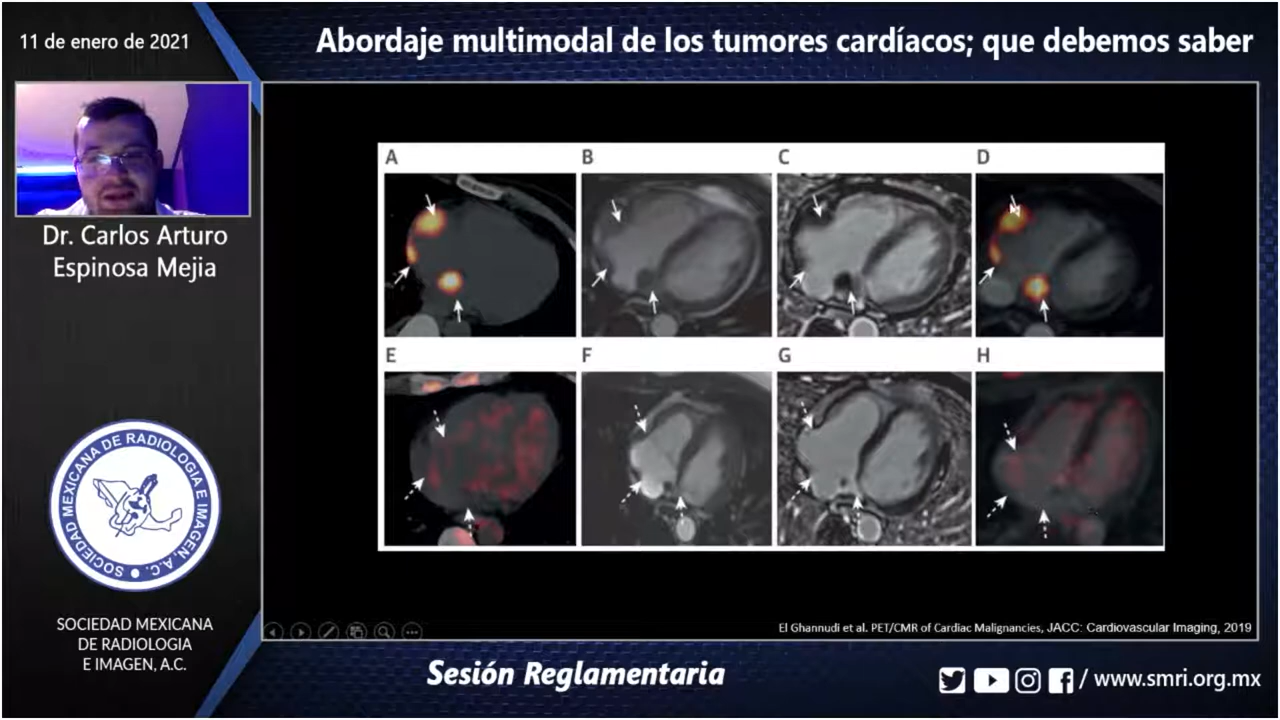 11 de enero de 2021
Abordaje multimodal de los tumores cardíacos; que debemos saber
Dr. Carlos Arturo
Espinosa Mejia
A
B
C
D
E
F
G
H
SOCIEDAD MEXICANA DE RADIOLOGIA E IMAGEN, A.C.
SOCIEDAD MEXICANA
DE RADIOLOGIA
E IMAGEN, A.C.
El Ghannudi et al. PET/CMR of Cardiac Malignancies, JACC: Cardiovascular Imaging, 2019
Sesión Reglamentaria
/ www.smri.org.mx